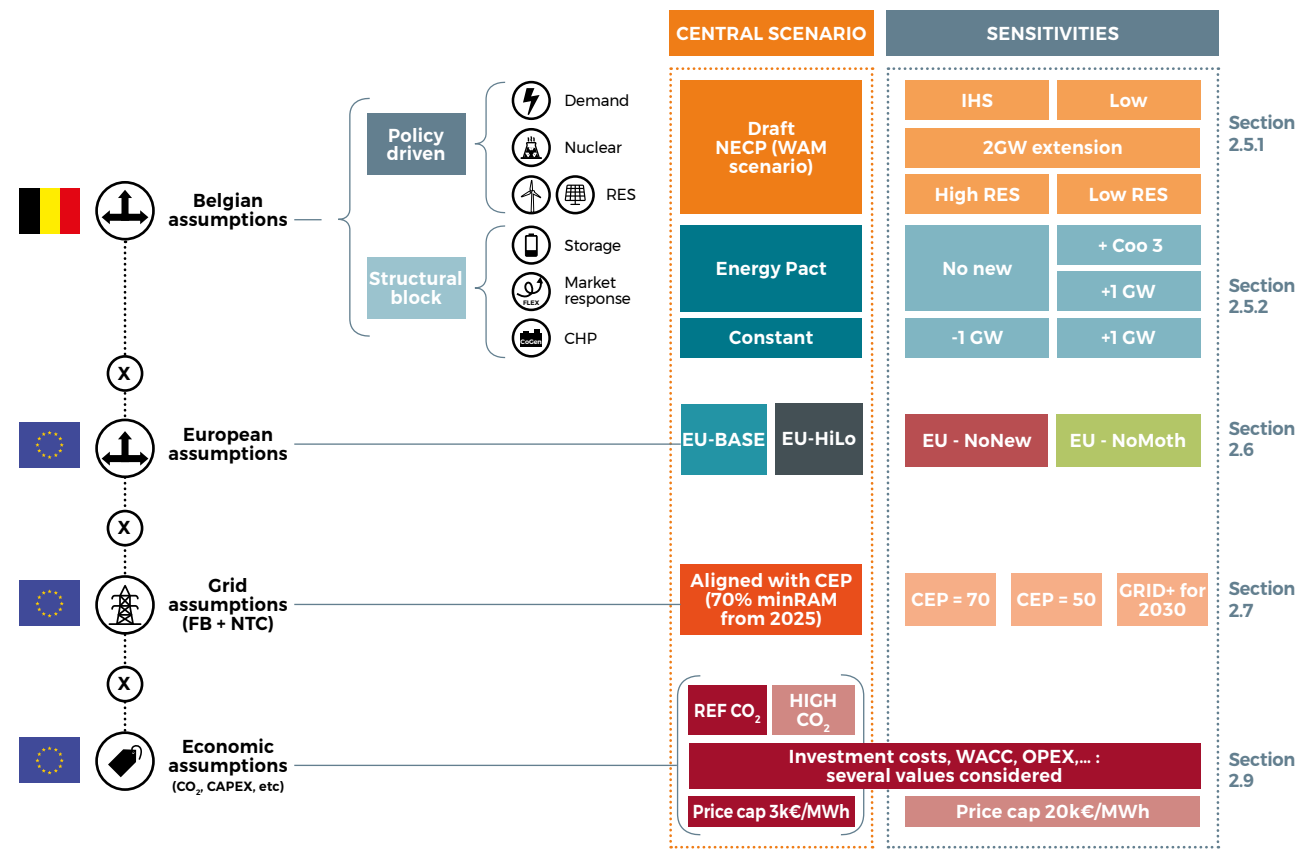 CENTRAL SCENARIO
SENSITIVITIES
Belgian
assumptions
Policy
driven
Demand
Nuclear
RES
Draft
NECP (WAM
scenario)
IHS
Low
2GW extension
High RES
Low RES
Section
2.5.1
Structural
block
Storage
FLEX
Market
response
CoGen
CHP
Energy Pact
Constant
No new
+ Coo 3
+1 GW
-1 GW
+1 GW
Section
2.5.2
X
European
assumptions
EU-BASE
EU-HiLo
EU - NoNew
EU - NoMoth
Section
2.6
X
Grid
assumptions
(FB + NTC)
Aligned with CEP
(70% minRAM
from 2025)
CEP = 70
CEP = 50
GRID+ for
2030
Section
2.7
X
Economic
assumptions
(CO₂, CAPEX, etc)
REF CO₂
HIGH
CO₂
Investment costs, WACC, OPEX,... :
several values considered
Price cap 3k€/MWh
Price cap 20k€/MWh
Section
2.9